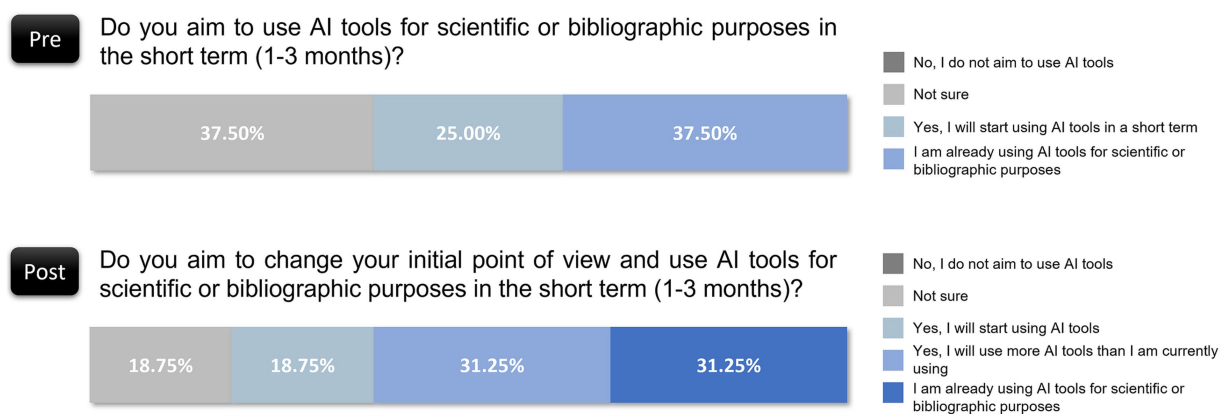 Pre
Do you aim to use AI tools for scientific or bibliographic purposes in
the short term (1-3 months)?
37.50%
25.00%
37.50%
No, I do not aim to use AI tools
Not sure
Yes, I will start using AI tools in a short term
I am already using AI tools for scientific or
bibliographic purposes
Post
Do you aim to change your initial point of view and use AI tools for
scientific or bibliographic purposes in the short term (1-3 months)?
18.75%
18.75%
31.25%
31.25%
No, I do not aim to use AI tools
Not sure
Yes, I will start using AI tools
Yes, I will use more AI tools than I am currently
using
I am already using AI tools for scientific or
bibliographic purposes